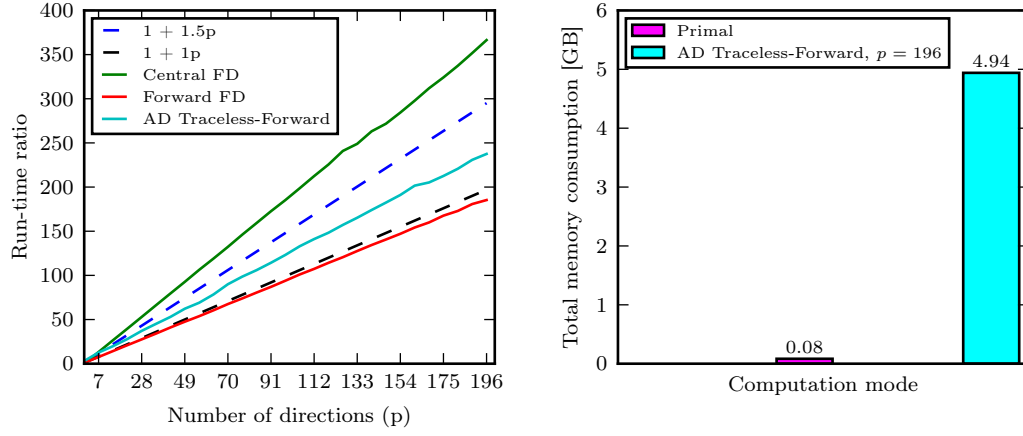 400
350
300
250
200
150
100
50
0
Run-time ratio
1 + 1.5p
1 + 1p
Central FD
Forward FD
AD Traceless-Forward
7 28 49 70 91 112 133 154 175 196
Number of directions (p)
6
5
4
3
2
1
0
Total memory consumption [GB]
Primal
AD Traceless-Forward, p = 196
4.94
0.08
Computation mode